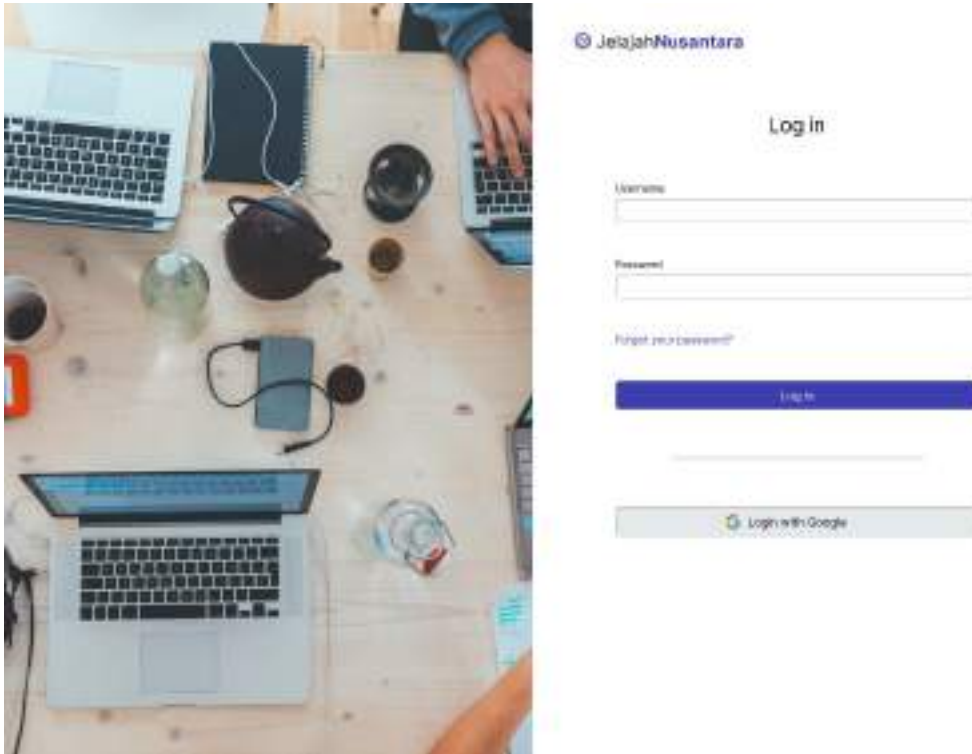 JelajahNusantara
Log in
Username
Password
Forgot your password?
Log in
Login with Google